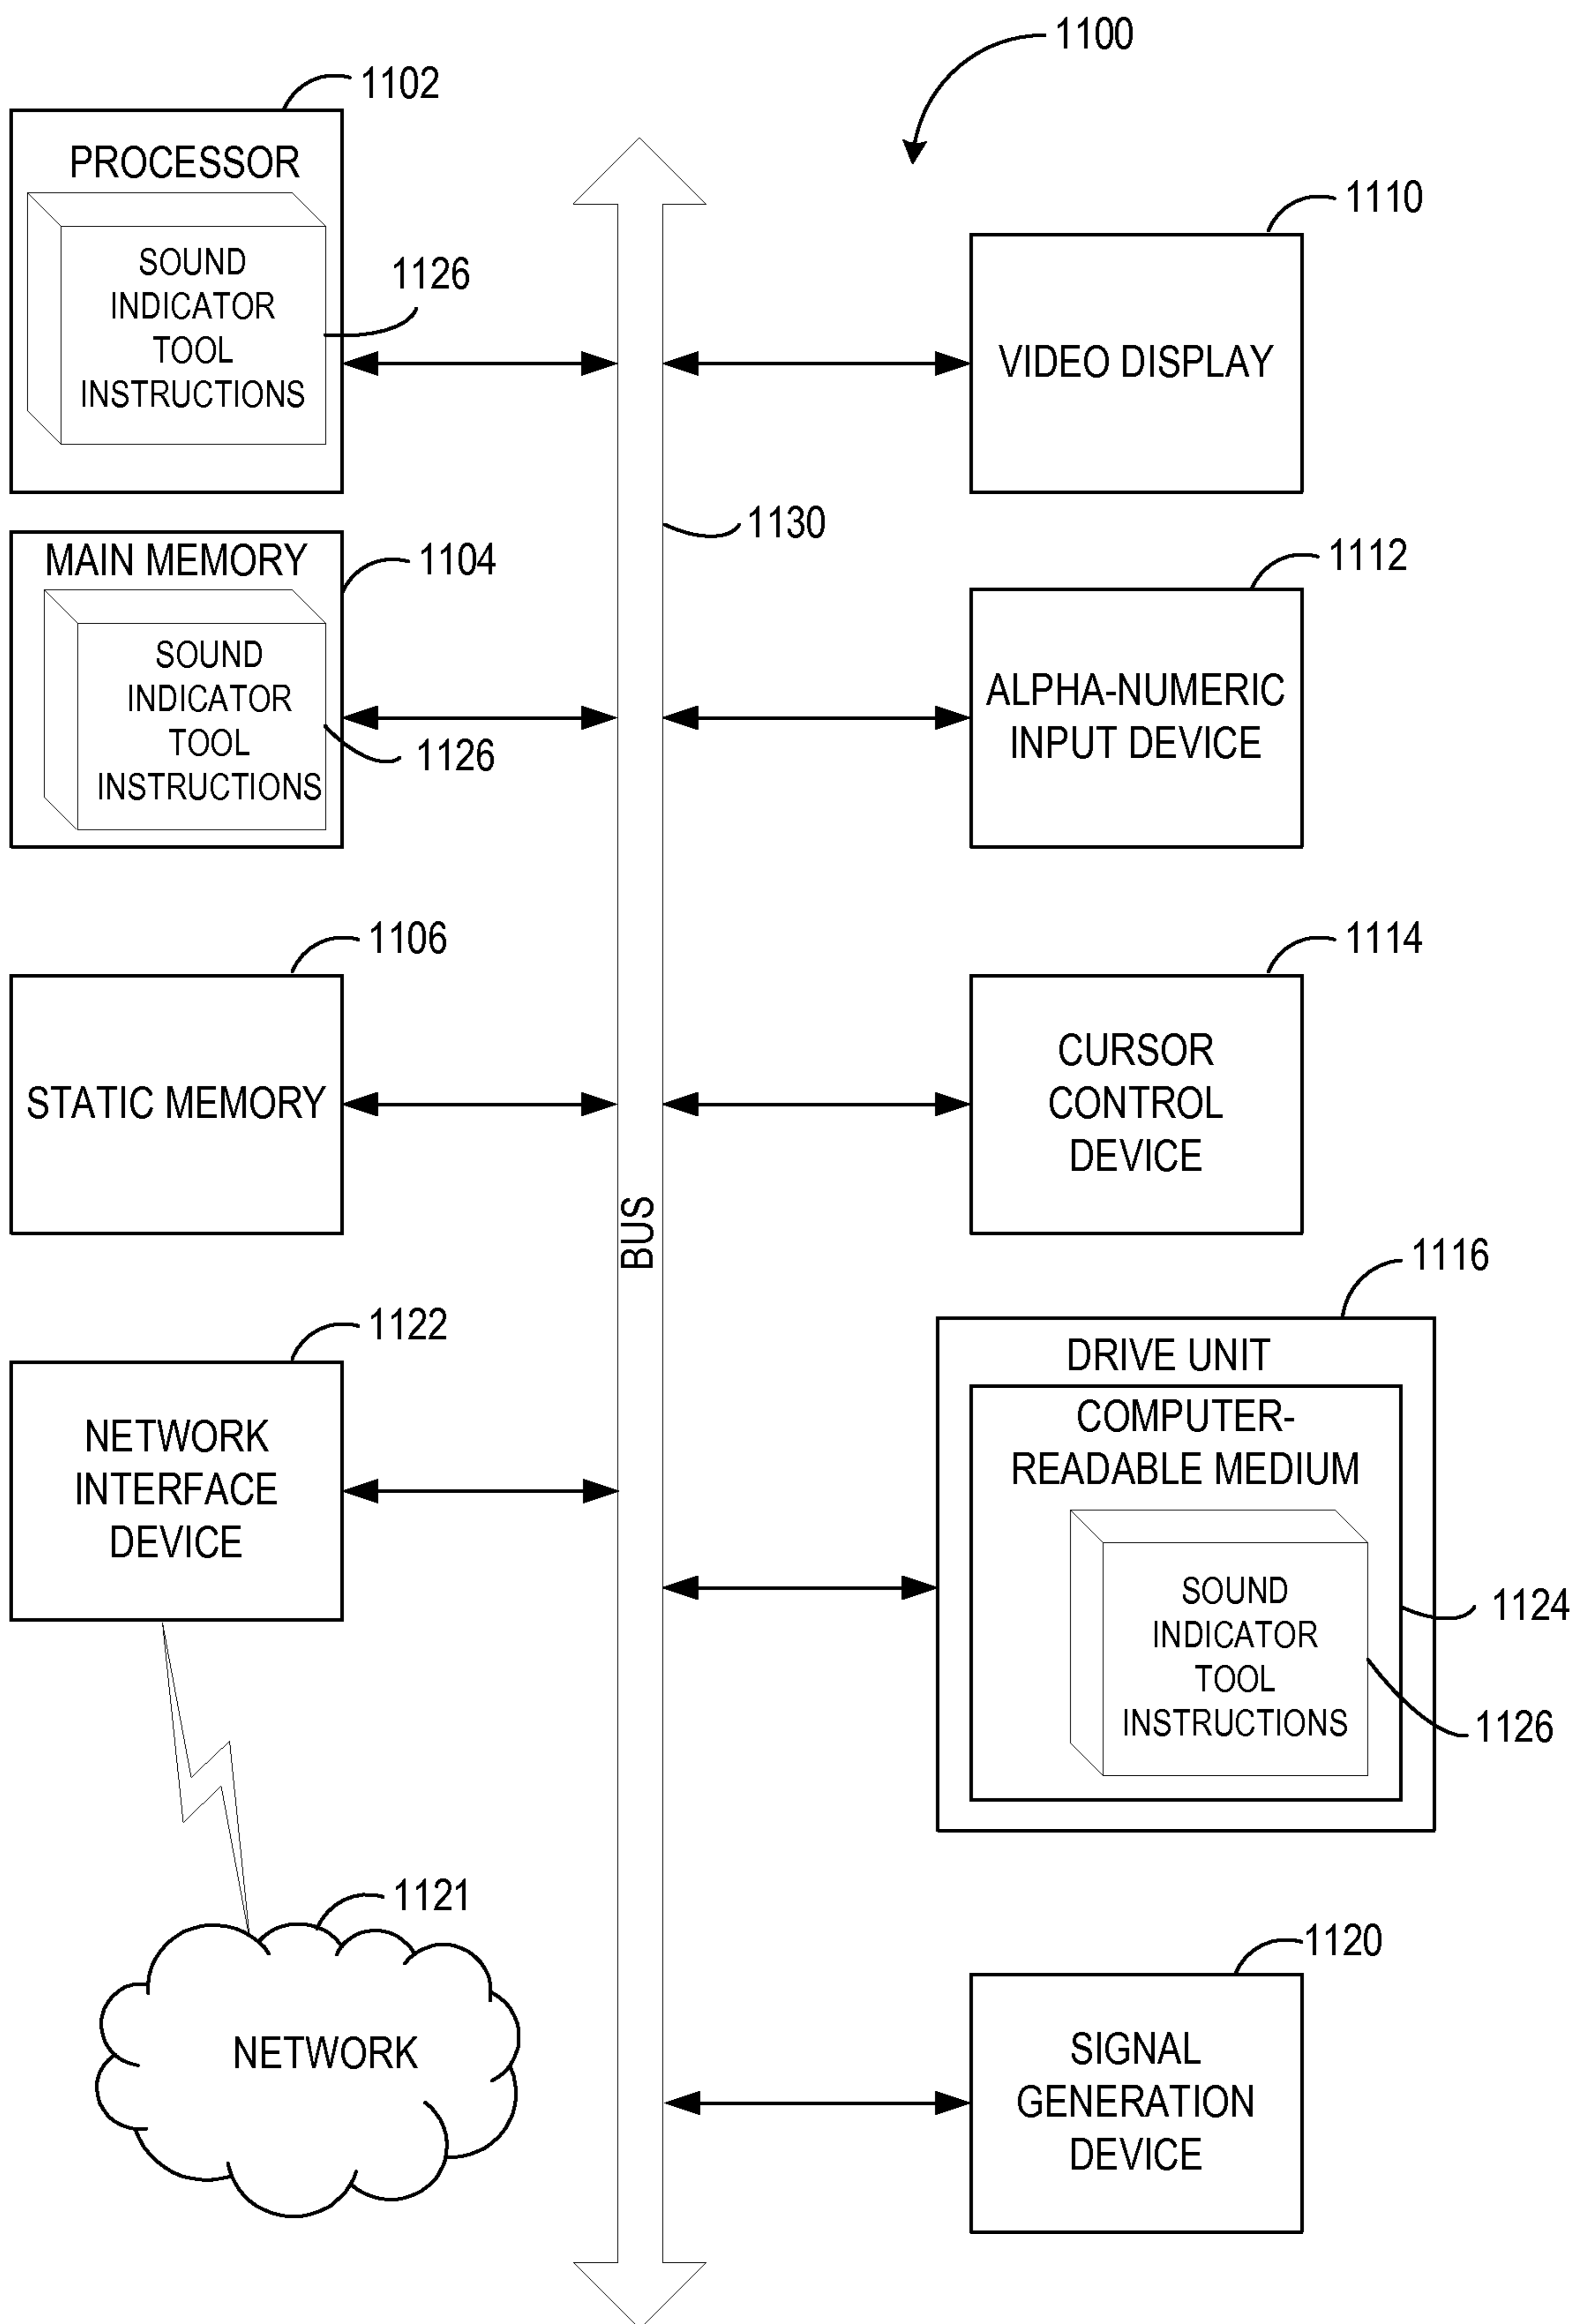 1100
1102
PROCESSOR
SOUND
INDICATOR
TOOL
INSTRUCTIONS
1126
1110
VIDEO DISPLAY
1130
MAIN MEMORY
1104
SOUND
INDICATOR
TOOL
INSTRUCTIONS
1126
1112
ALPHA-NUMERIC
INPUT DEVICE
1106
STATIC MEMORY
1114
CURSOR
CONTROL
DEVICE
BUS
1122
NETWORK
INTERFACE
DEVICE
1116
DRIVE UNIT
COMPUTER-
READABLE MEDIUM
SOUND
INDICATOR
TOOL
INSTRUCTIONS
1124
1126
1121
NETWORK
1120
SIGNAL
GENERATION
DEVICE